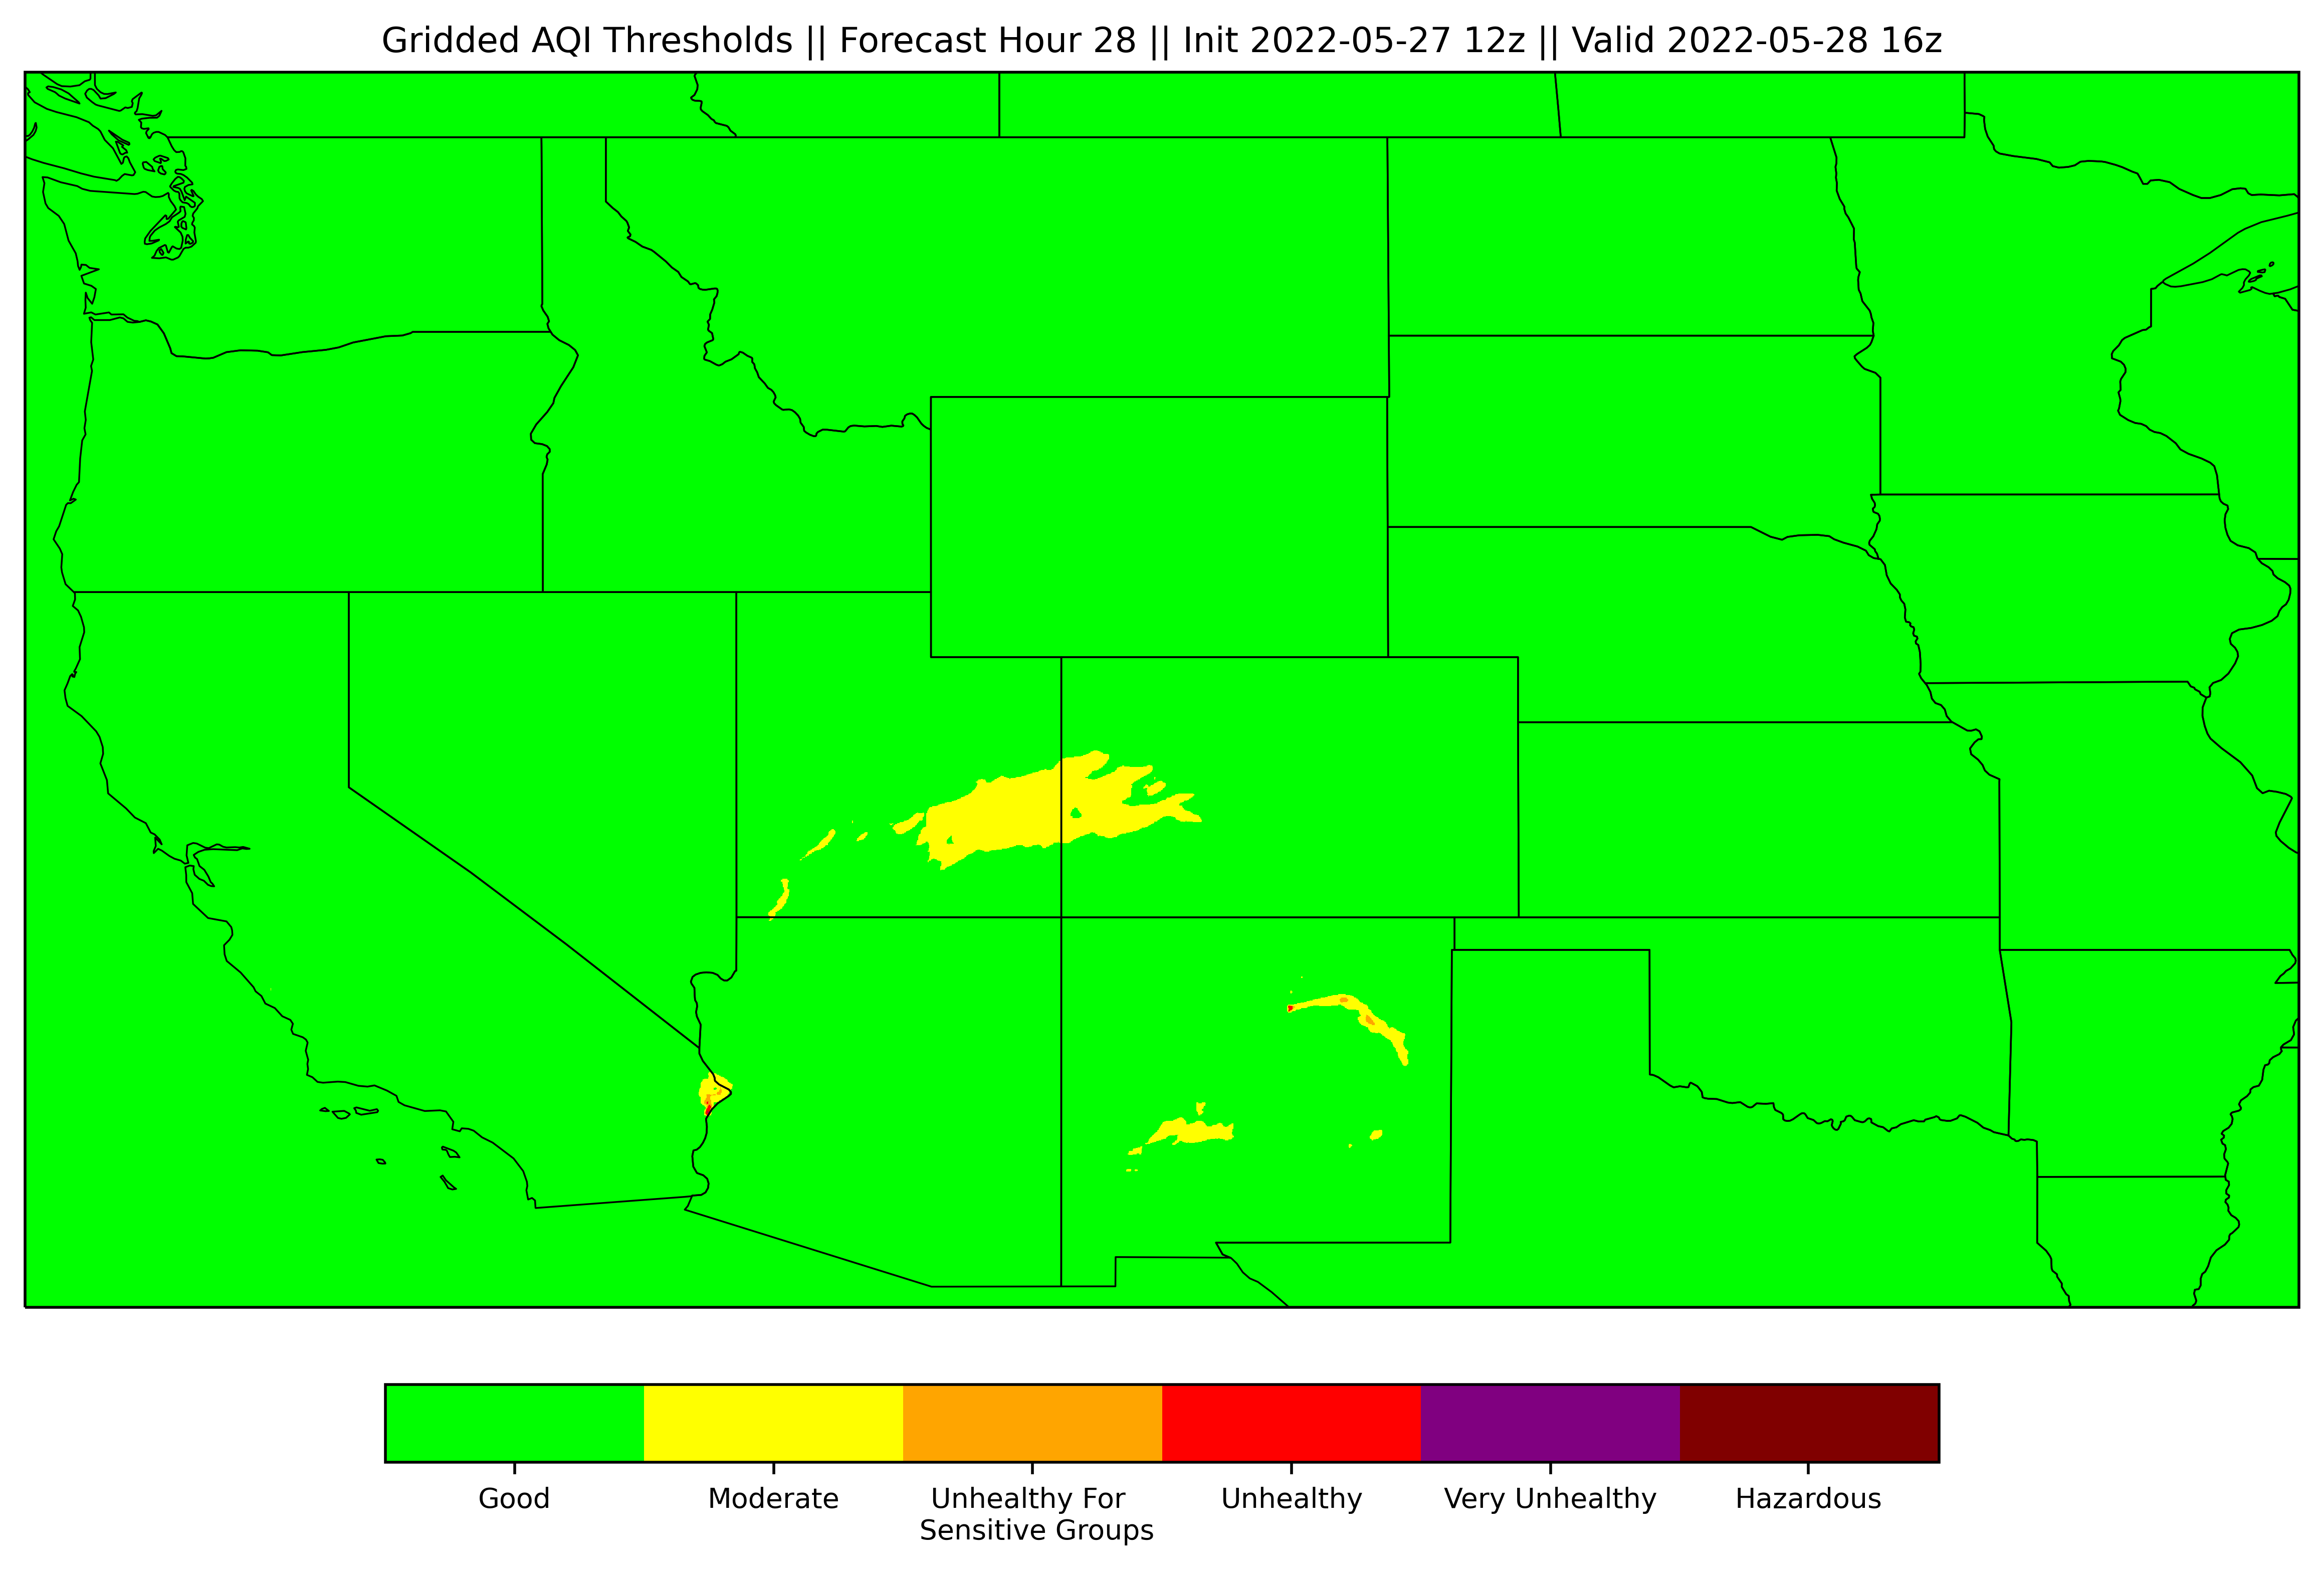 Gridded AQI Thresholds || Forecast Hour 28 || Init 2022-05-27 12z || Valid 2022-05-28 16z
Good
Moderate
Unhealthy For
Sensitive Groups
Unhealthy
Very Unhealthy
Hazardous